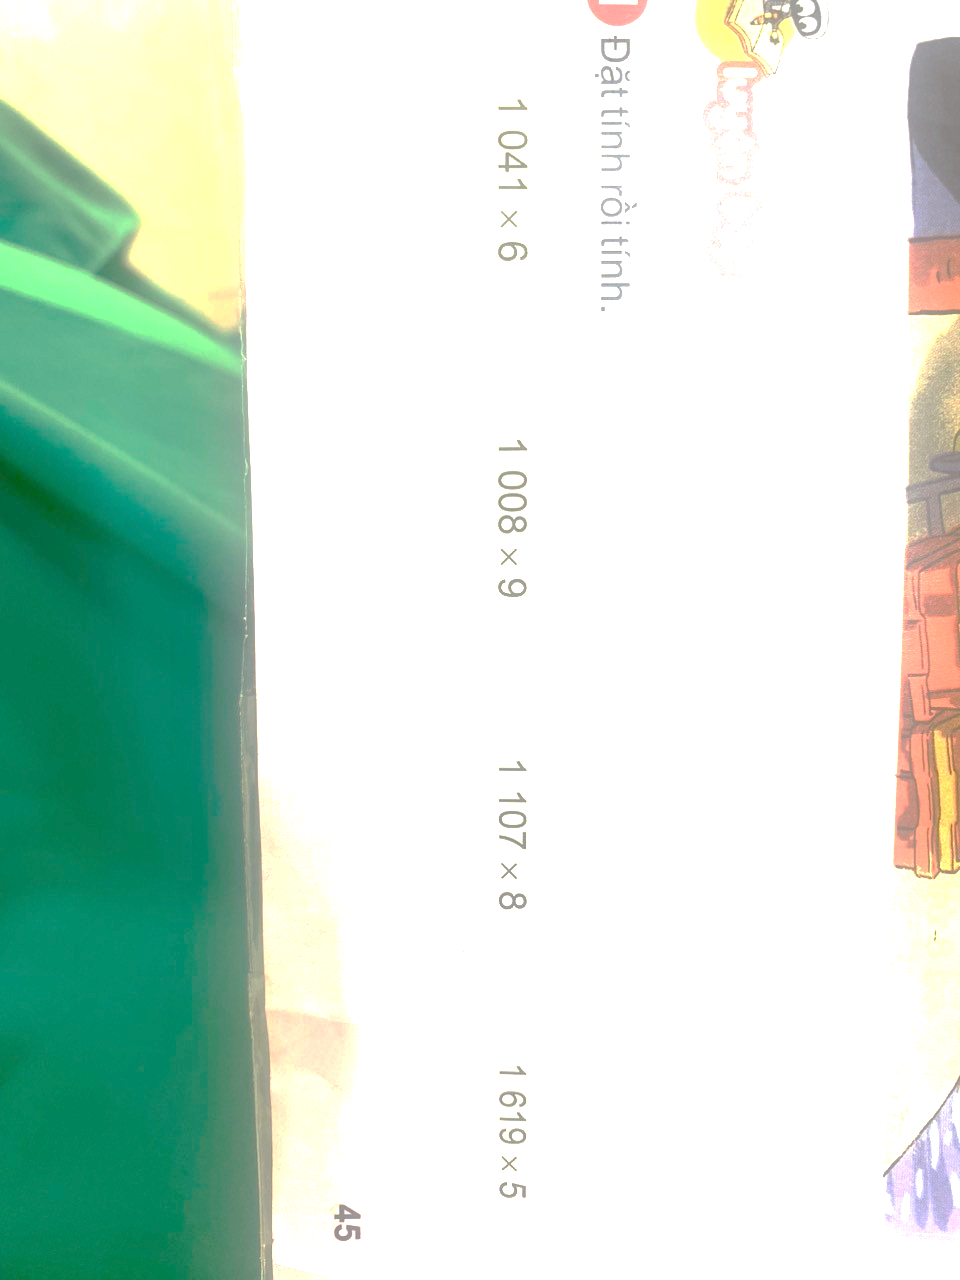 Đặt tính rồi tính.
1 041 × 6 1 008 × 9 1 107 × 8 1 619 × 5
45